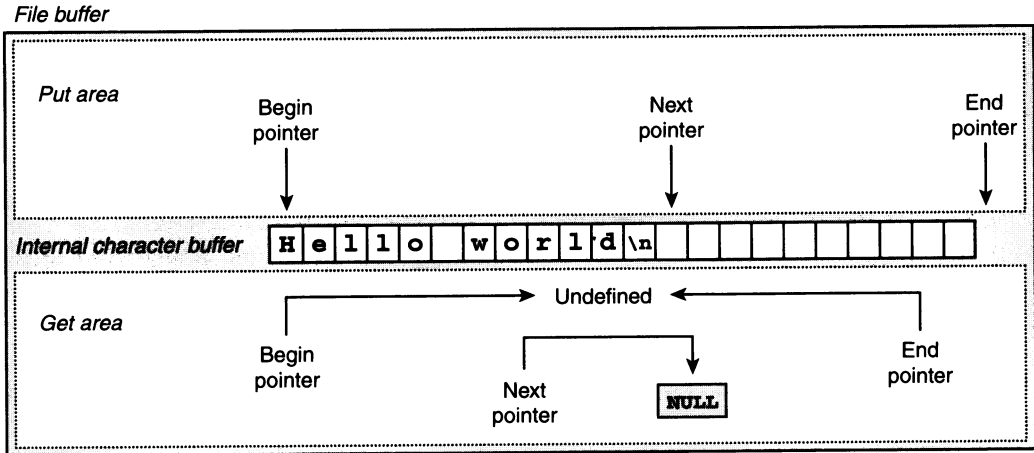 File buffer
Put area
Begin
pointer
Next
pointer
End
pointer
Internal character buffer
H e l l o w o r l d \n
Undefined
Get area
Begin
pointer
Next
pointer
NULL
End
pointer